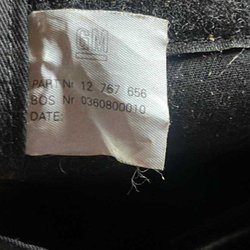 GM
PART Nr 12 767 656
BOS Nr 0360800010
DATE: